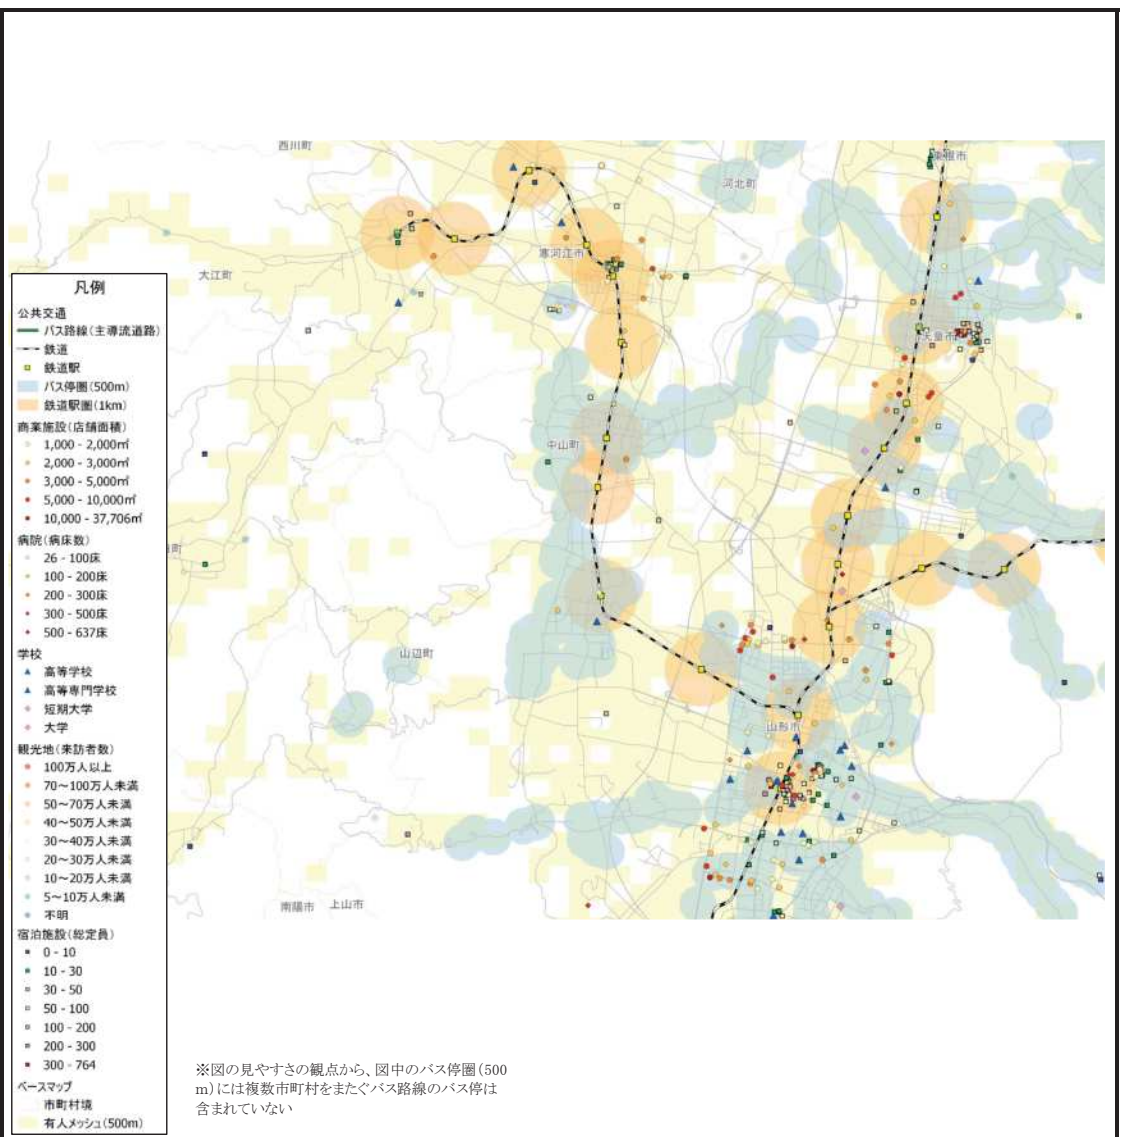 西川町
東根市
河北町
寒河江市
大江町
天童市
中山町
山辺町
町
山形市
南陽市
上山市
凡例
公共交通
バス路線(主導流道路)
鉄道
鉄道駅
バス停圏(500m)
鉄道駅圏(1km)
商業施設(店舗面積)
1,000 - 2,000㎡
2,000 - 3,000㎡
3,000 - 5,000㎡
5,000 - 10,000㎡
10,000 - 37,706㎡
病院(病床数)
26 - 100床
100 - 200床
200 - 300床
300 - 500床
500 - 637床
学校
高等学校
高等専門学校
短期大学
大学
観光地(来訪者数)
100万人以上
70～100万人未満
50～70万人未満
40～50万人未満
30～40万人未満
20～30万人未満
10～20万人未満
5～10万人未満
不明
宿泊施設(総定員)
0 - 10
10 - 30
30 - 50
50 - 100
100 - 200
200 - 300
300 - 764
ベースマップ
市町村境
有人メッシュ(500m)
※図の見やすさの観点から、図中のバス停圏(500
m)には複数市町村をまたぐバス路線のバス停は
含まれていない